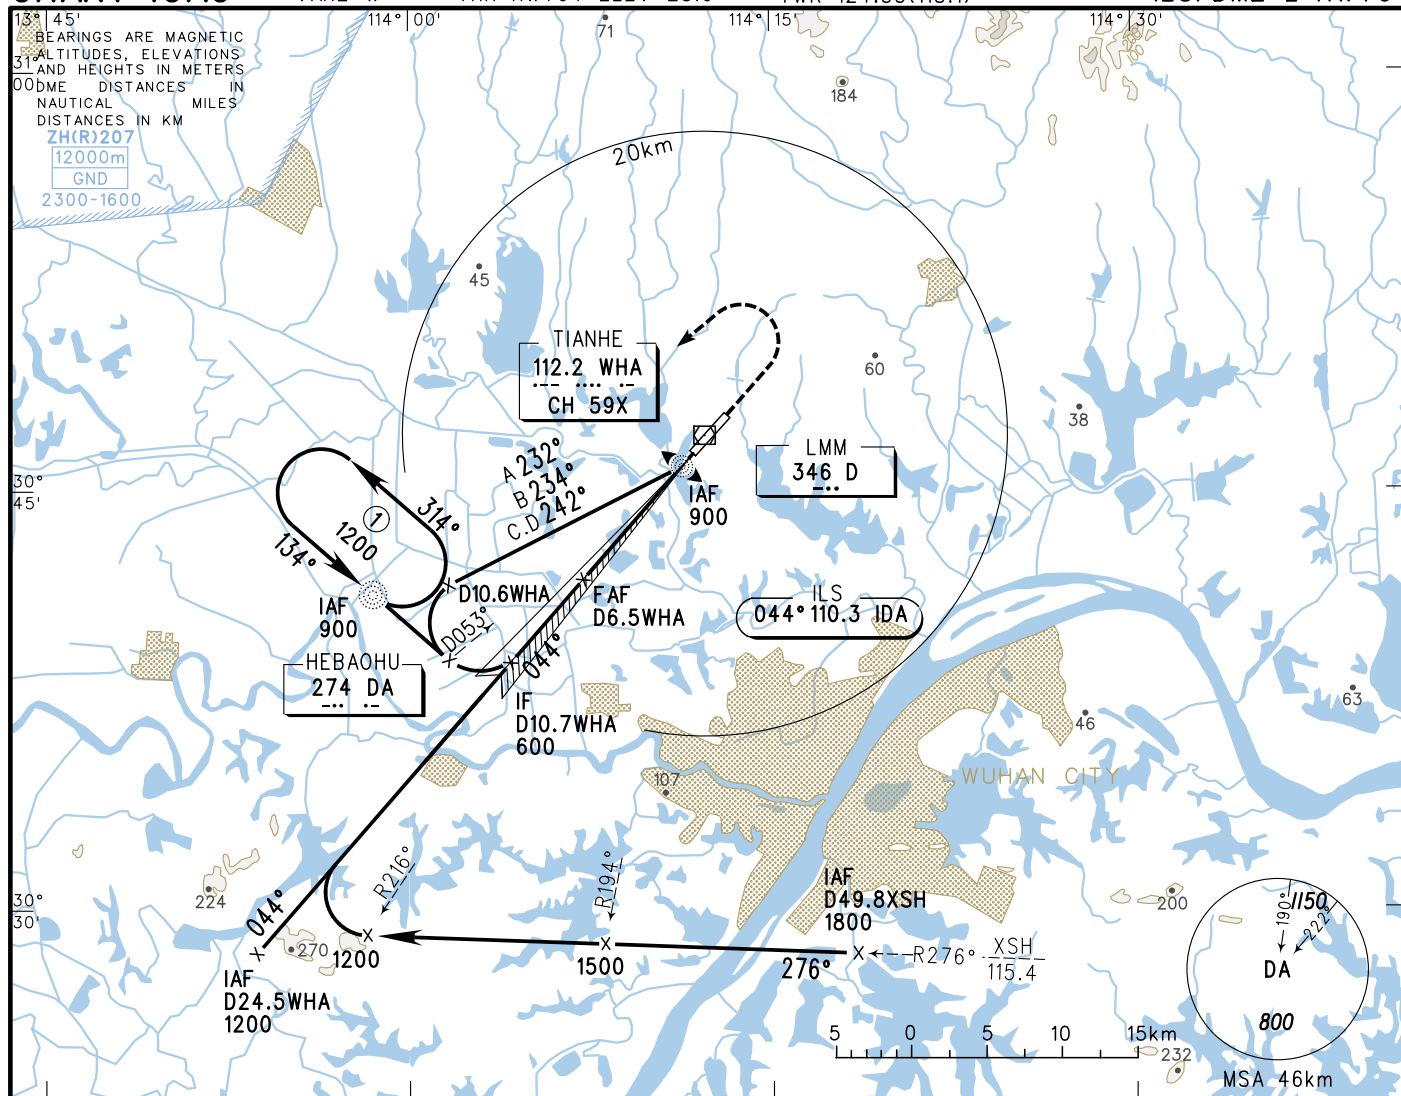 13° 45'
114° 00'
114° 15'
114° 30'
BEARINGS ARE MAGNETIC
ALTITUDES, ELEVATIONS
AND HEIGHTS IN METERS
DME DISTANCES IN
NAUTICAL MILES
DISTANCES IN KM
31°
00'
ZH(R)207
12000m
GND
2300-1600
71
184
20km
45
TIANHE
112.2 WHA
CH 59X
60
38
LMM
346 D
IAF
900
A 232°
B 234°
C.D 242°
30°
45'
314°
1
1200
134°
IAF
900
D10.6WHA
D053°
FAF
D6.5WHA
ILS
044° 110.3 IDA
HEBAOHU
274 DA
044°
IF
D10.7WHA
600
63
46
WUHAN CITY
107
R216°
R194°
IAF
D49.8XSH
1800
224
30°
30'
044°
270
1200
1500
276°
R276°
XSH
115.4
IAF
D24.5WHA
1200
200
1150
190°
222°
DA
800
MSA 46km
5 0 5 10 15km
232